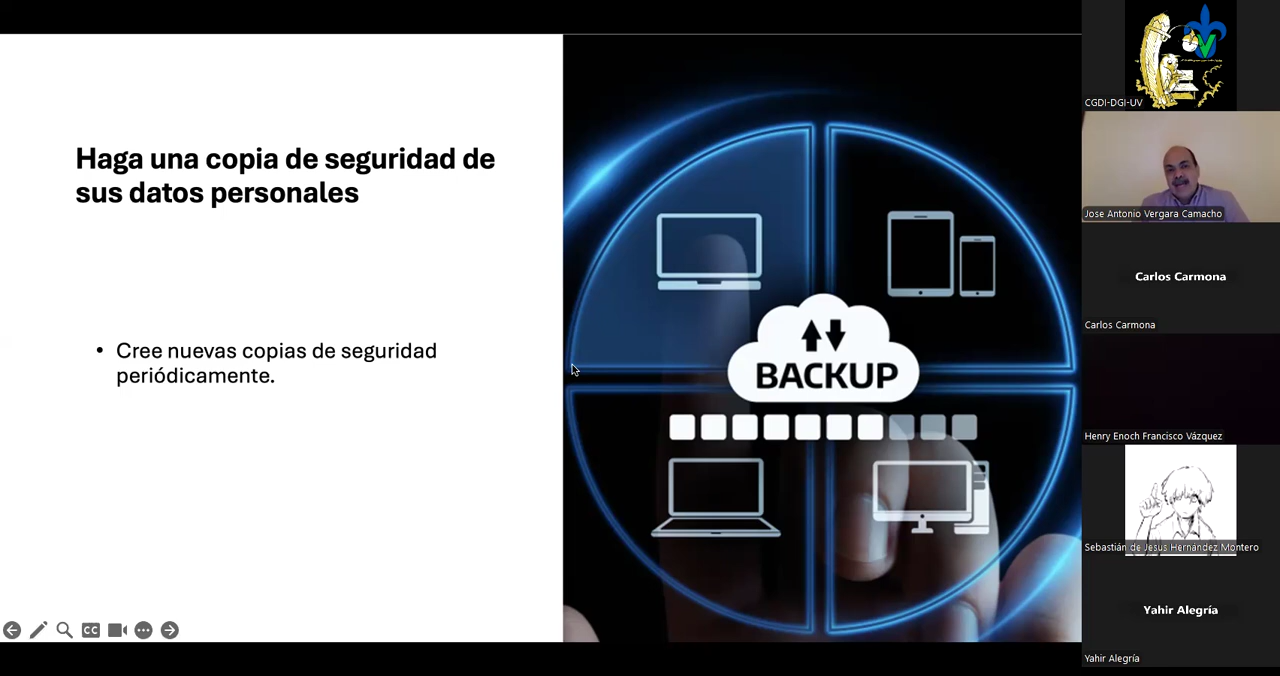 Haga una copia de seguridad de
sus datos personales
• Cree nuevas copias de seguridad
periódicamente.
BACKUP
CC
CGDI-DGI-UV
Jose Antonio Vergara Camacho
Carlos Carmona
Carlos Carmona
Henry Enoch Francisco Vázquez
Sebastián de Jesus Hernández Montero
Yahir Alegría
Yahir Alegría